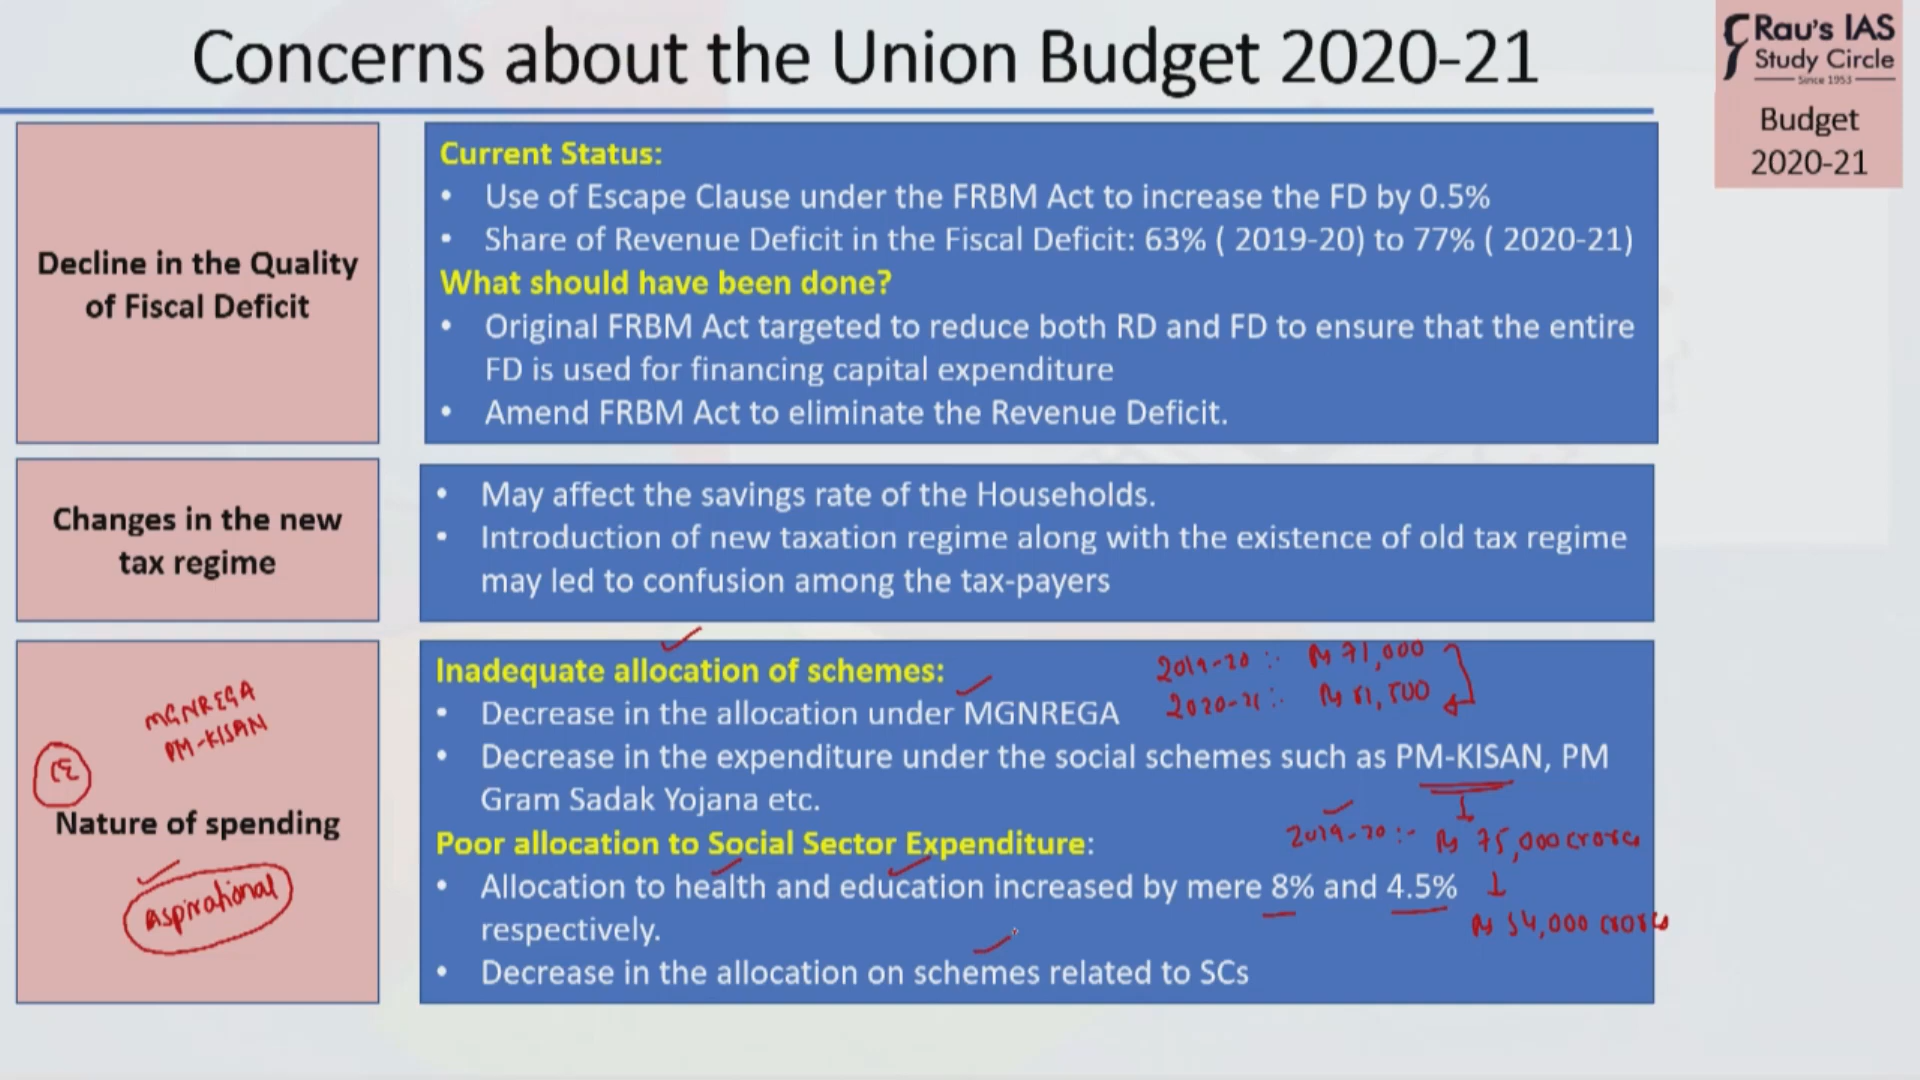 Concerns about the Union Budget 2020-21
Rau's IAS
Study Circle
Since 1953
Budget
2020-21
Decline in the Quality
of Fiscal Deficit
Current Status:
• Use of Escape Clause under the FRBM Act to increase the FD by 0.5%
• Share of Revenue Deficit in the Fiscal Deficit: 63% ( 2019-20) to 77% ( 2020-21)
What should have been done?
• Original FRBM Act targeted to reduce both RD and FD to ensure that the entire
FD is used for financing capital expenditure
• Amend FRBM Act to eliminate the Revenue Deficit.
Changes in the new
tax regime
• May affect the savings rate of the Households.
• Introduction of new taxation regime along with the existence of old tax regime
may led to confusion among the tax-payers
MGNREGA
PM-KISAN
Nature of spending
aspirational
Inadequate allocation of schemes:
2019-20 :- Rs 71,000
• Decrease in the allocation under MGNREGA
2020-21 :- Rs 61,500
• Decrease in the expenditure under the social schemes such as PM-KISAN, PM
Gram Sadak Yojana etc.
2019-20 :- Rs 75,000 crores
Poor allocation to Social Sector Expenditure:
• Allocation to health and education increased by mere 8% and 4.5%
respectively.
Rs 54,000 crores
• Decrease in the allocation on schemes related to SCs